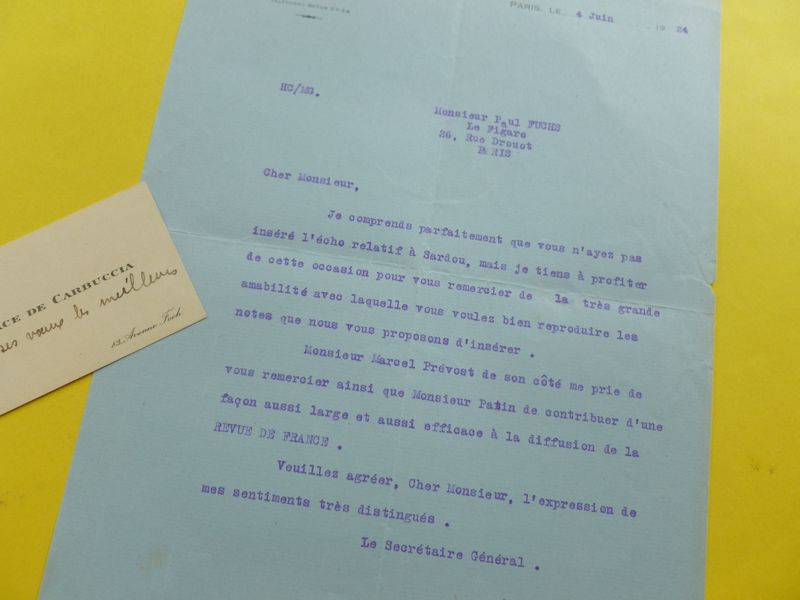 PARIS, LE 4 Juin 1924
HC/MG.
Monsieur Paul FUCHS
Le Figaro
26, Rue Drouot
PARIS
Cher Monsieur,
Je comprends parfaitement que vous n'ayez pas
inséré l'écho relatif à Sardou, mais je tiens à profiter
de cette occasion pour vous remercier de la très grande
amabilité avec laquelle vous voulez bien reproduire les
notes que nous vous proposons d'insérer .
Monsieur Marcel Prévost de son côté me prie de
vous remercier ainsi que Monsieur Patin de contribuer d'une
façon aussi large et aussi efficace à la diffusion de la
REVUE DE FRANCE .
Veuillez agréer, Cher Monsieur, l'expression de
mes sentiments très distingués .
Le Secrétaire Général .
ACE DE CARBUCCIA
ses vœux les meilleurs
13, Avenue Foch